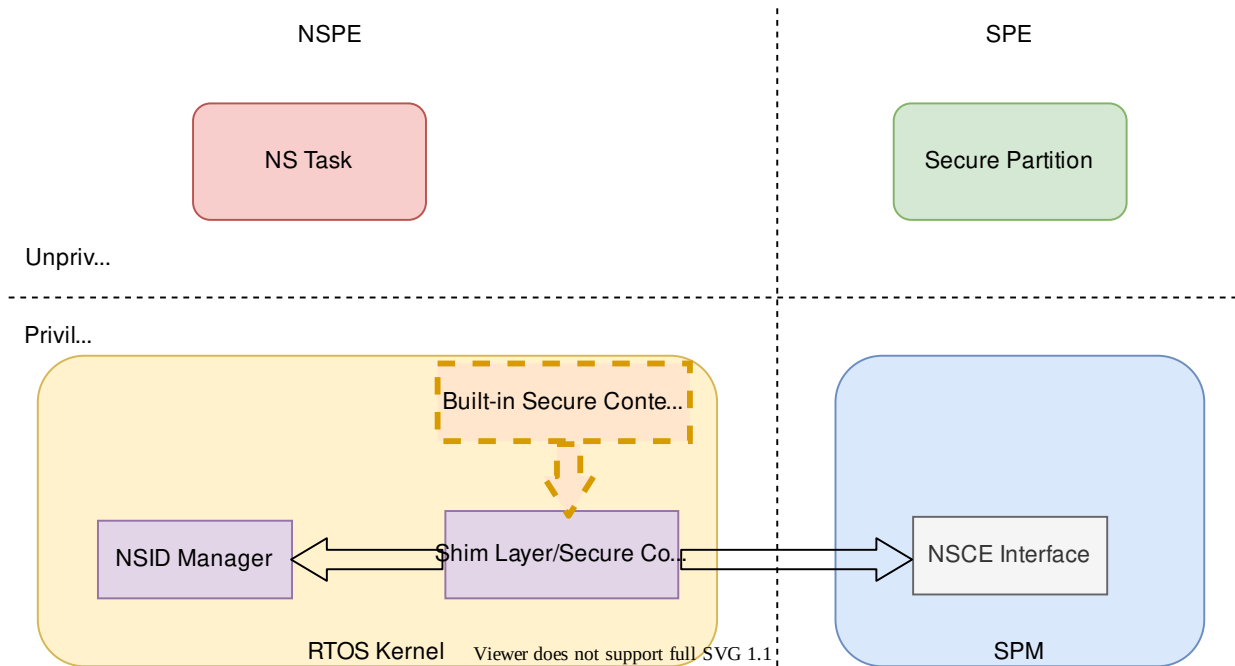 NSPE
SPE
NS Task
Secure Partition
Unpriv...
Privil...
Built-in Secure Conte...
NSID Manager
Shim Layer/Secure Co...
NSCE Interface
RTOS Kernel
Viewer does not support full SVG 1.1
SPM